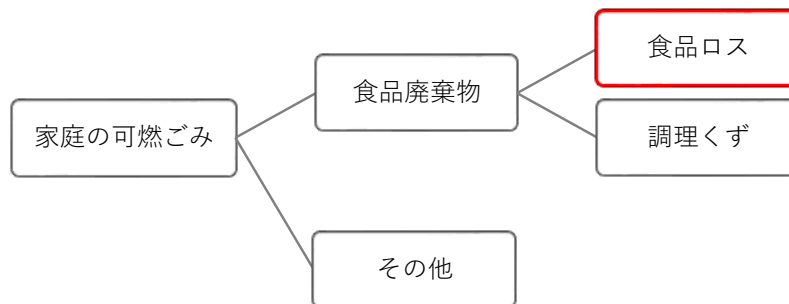 食品ロス
食品廃棄物
調理くず
家庭の可燃ごみ
その他